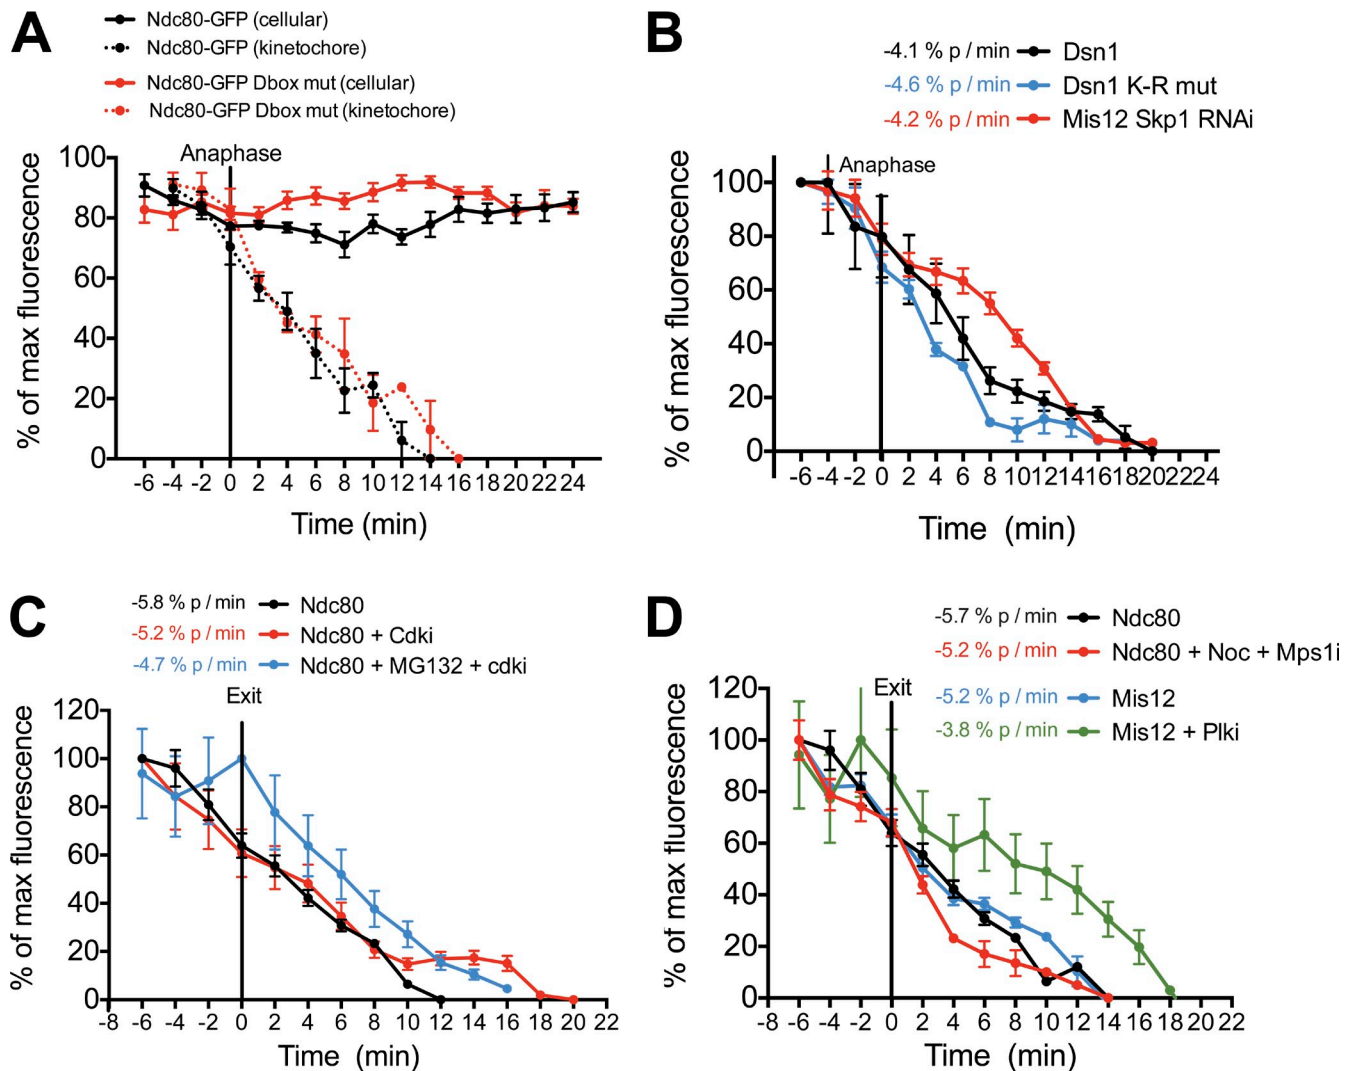 A
Ndc80-GFP (cellular)
Ndc80-GFP (kinetochore)
Ndc80-GFP Dbox mut (cellular)
Ndc80-GFP Dbox mut (kinetochore)
Anaphase
% of max fluorescence
100
80
60
40
20
0
-6 -4 -2 0 2 4 6 8 10 12 14 16 18 20 22 24
Time (min)
B
-4.1 % p / min Dsn1
-4.6 % p / min Dsn1 K-R mut
-4.2 % p / min Mis12 Skp1 RNAi
Anaphase
% of max fluorescence
100
80
60
40
20
0
-6 -4 -2 0 2 4 6 8 10 12 14 16 18 20 22 24
Time (min)
C
-5.8 % p / min Ndc80
-5.2 % p / min Ndc80 + Cdki
-4.7 % p / min Ndc80 + MG132 + cdki
Exit
% of max fluorescence
120
100
80
60
40
20
0
-8 -6 -4 -2 0 2 4 6 8 10 12 14 16 18 20 22
Time (min)
D
-5.7 % p / min Ndc80
-5.2 % p / min Ndc80 + Noc + Mps1i
-5.2 % p / min Mis12
-3.8 % p / min Mis12 + Plki
Exit
% of max fluorescence
120
100
80
60
40
20
0
-8 -6 -4 -2 0 2 4 6 8 10 12 14 16 18 20 22
Time (min)